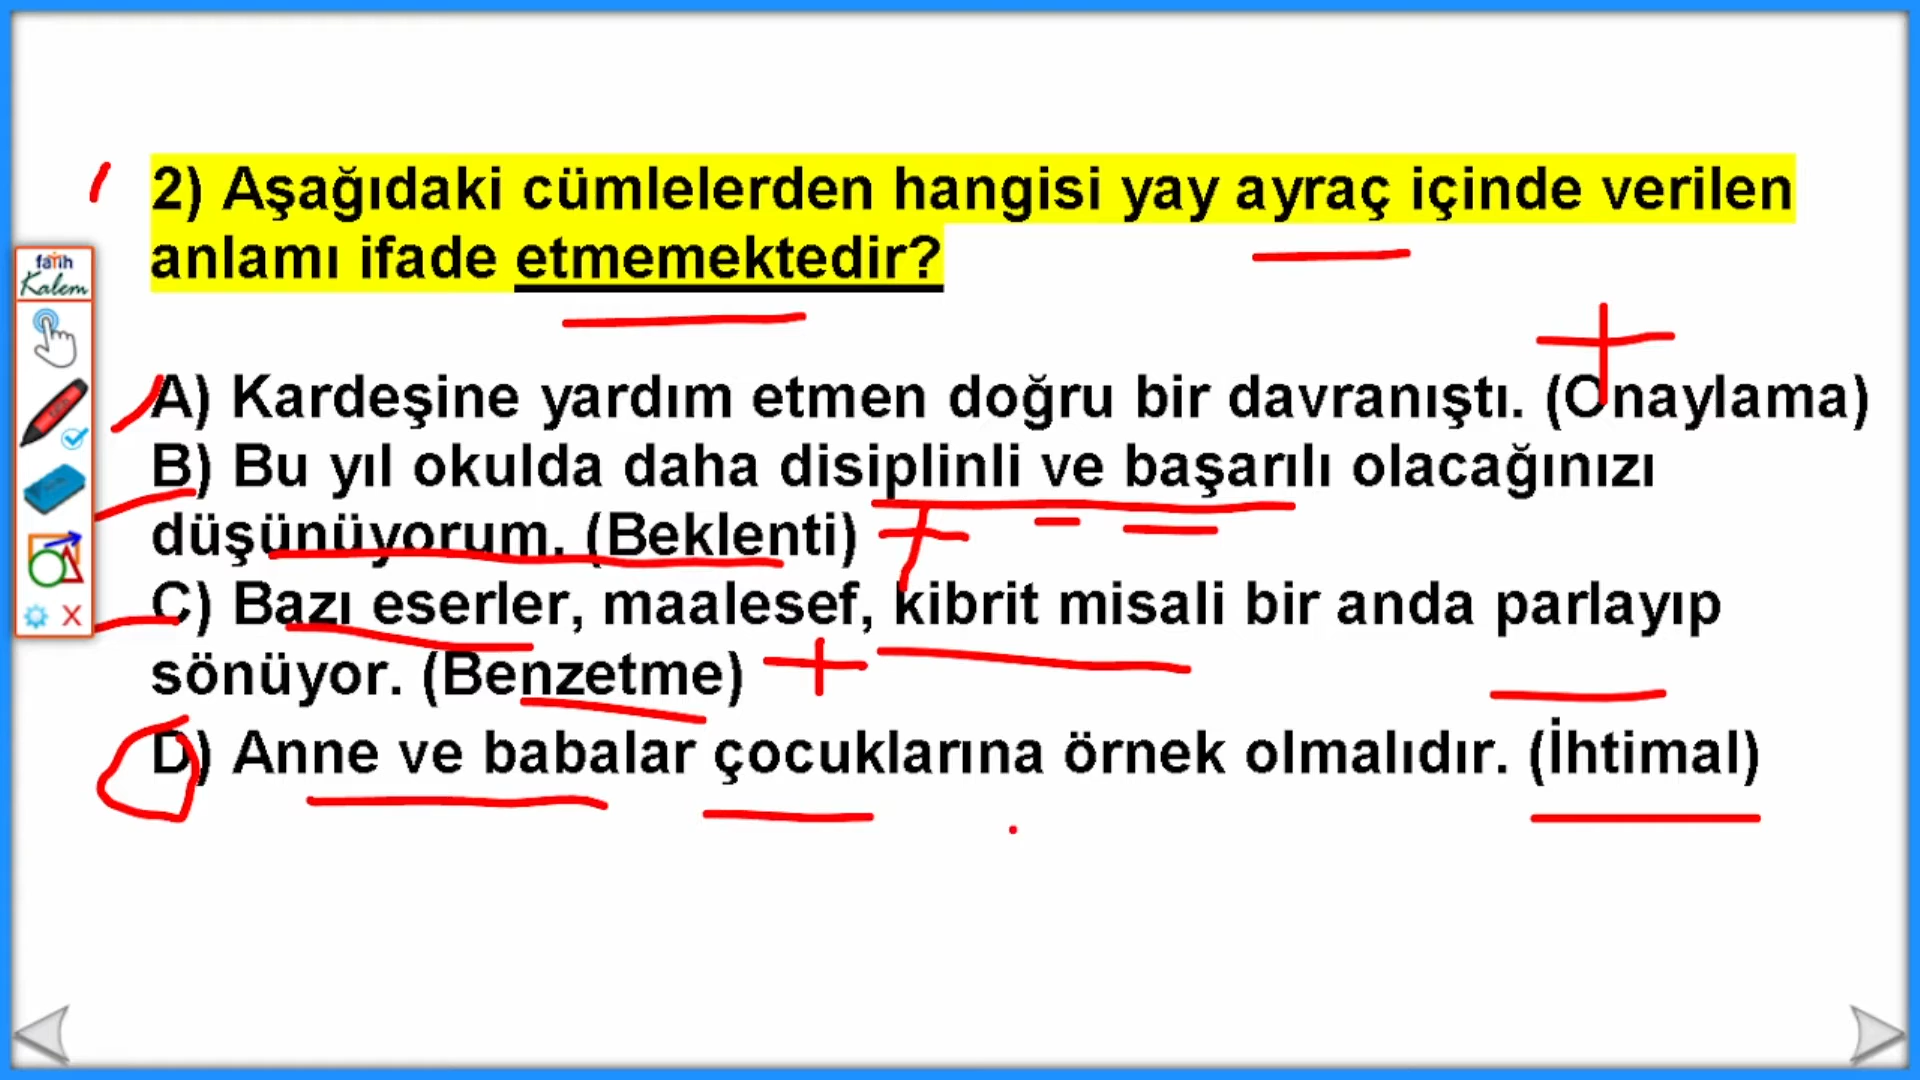 2) Aşağıdaki cümlelerden hangisi yay ayraç içinde verilen
anlamı ifade etmemektedir?
fatih
Kalem
A) Kardeşine yardım etmen doğru bir davranıştı. (Onaylama)
B) Bu yıl okulda daha disiplinli ve başarılı olacağınızı
düşünüyorum. (Beklenti)
C) Bazı eserler, maalesef, kibrit misali bir anda parlayıp
sönüyor. (Benzetme)
D) Anne ve babalar çocuklarına örnek olmalıdır. (İhtimal)